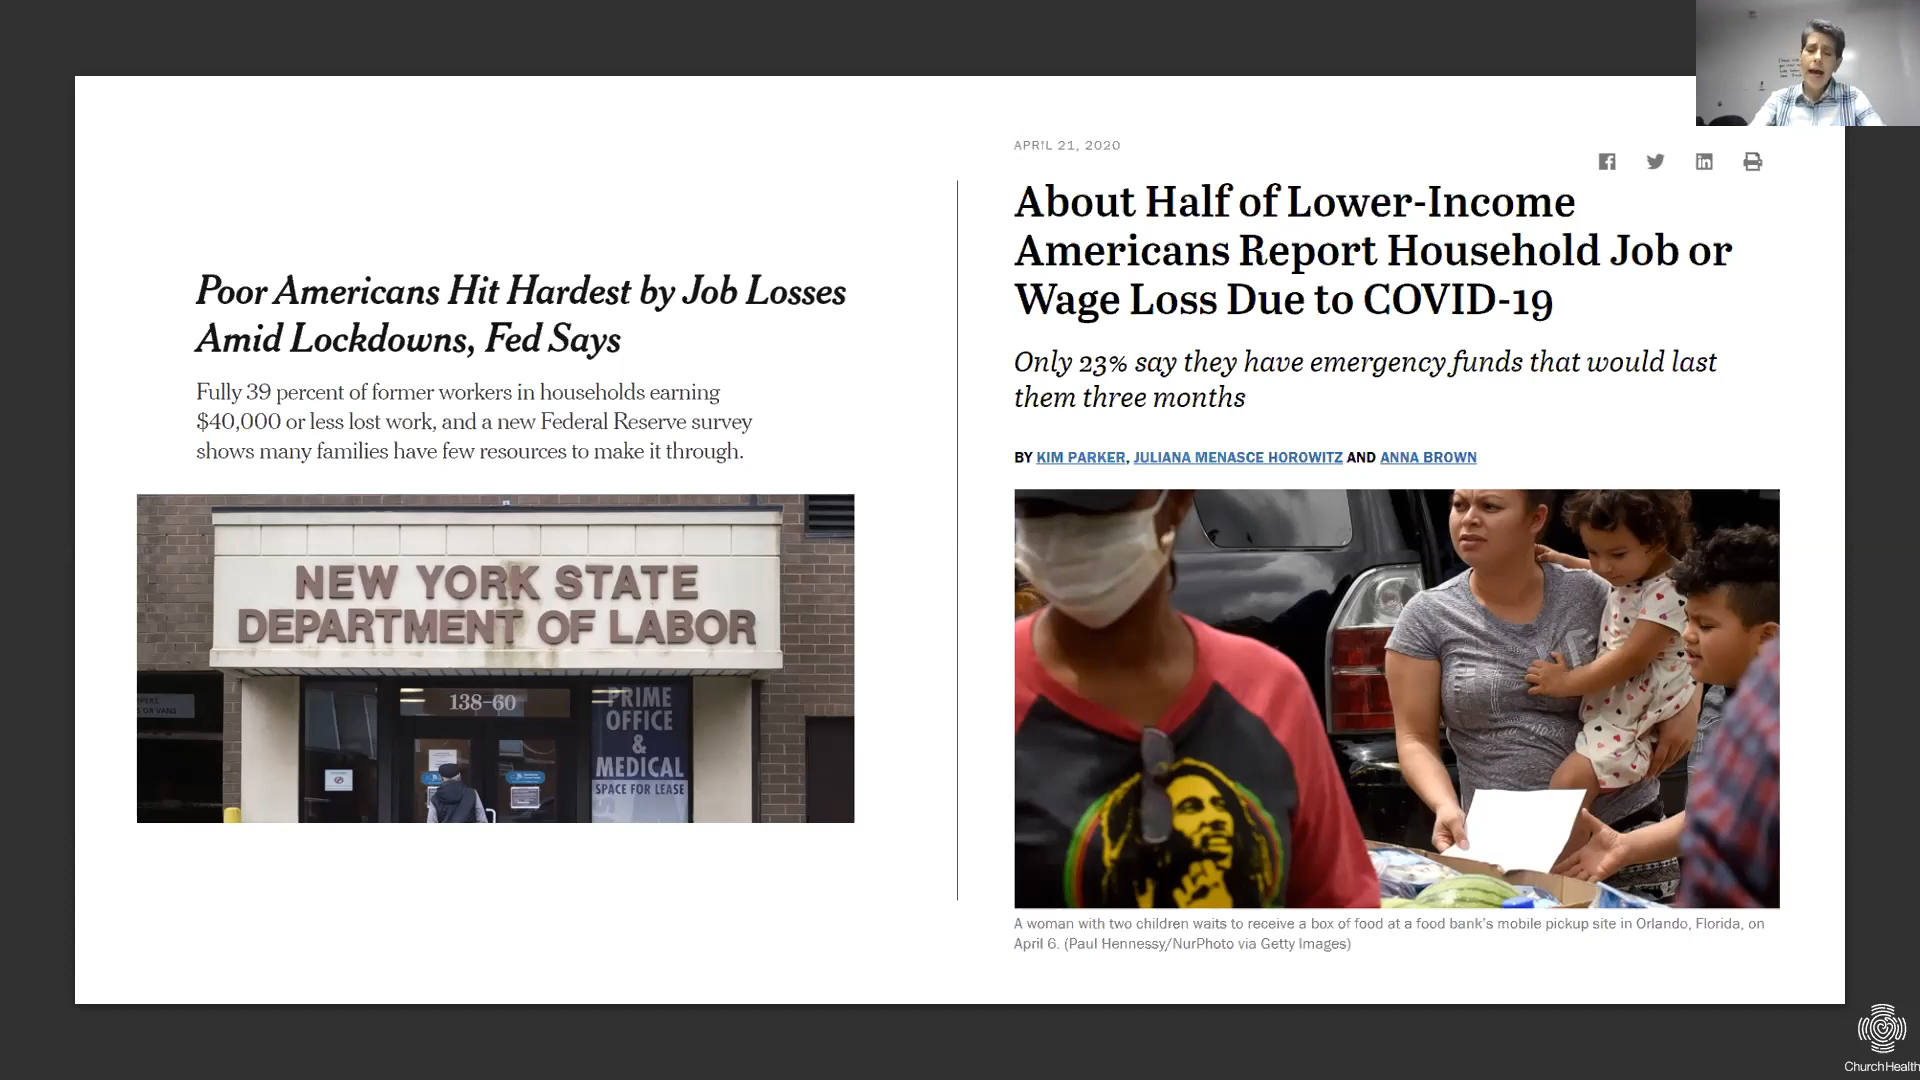 Poor Americans Hit Hardest by Job Losses
Amid Lockdowns, Fed Says
Fully 39 percent of former workers in households earning
$40,000 or less lost work, and a new Federal Reserve survey
shows many families have few resources to make it through.
NEW YORK STATE
DEPARTMENT OF LABOR
138-60
PRIME
OFFICE
&
MEDICAL
SPACE FOR LEASE
OR VANS
APRIL 21, 2020
About Half of Lower-Income
Americans Report Household Job or
Wage Loss Due to COVID-19
Only 23% say they have emergency funds that would last
them three months
BY KIM PARKER, JULIANA MENASCE HOROWITZ AND ANNA BROWN
A woman with two children waits to receive a box of food at a food bank's mobile pickup site in Orlando, Florida, on
April 6. (Paul Hennessy/NurPhoto via Getty Images)
ChurchHealth